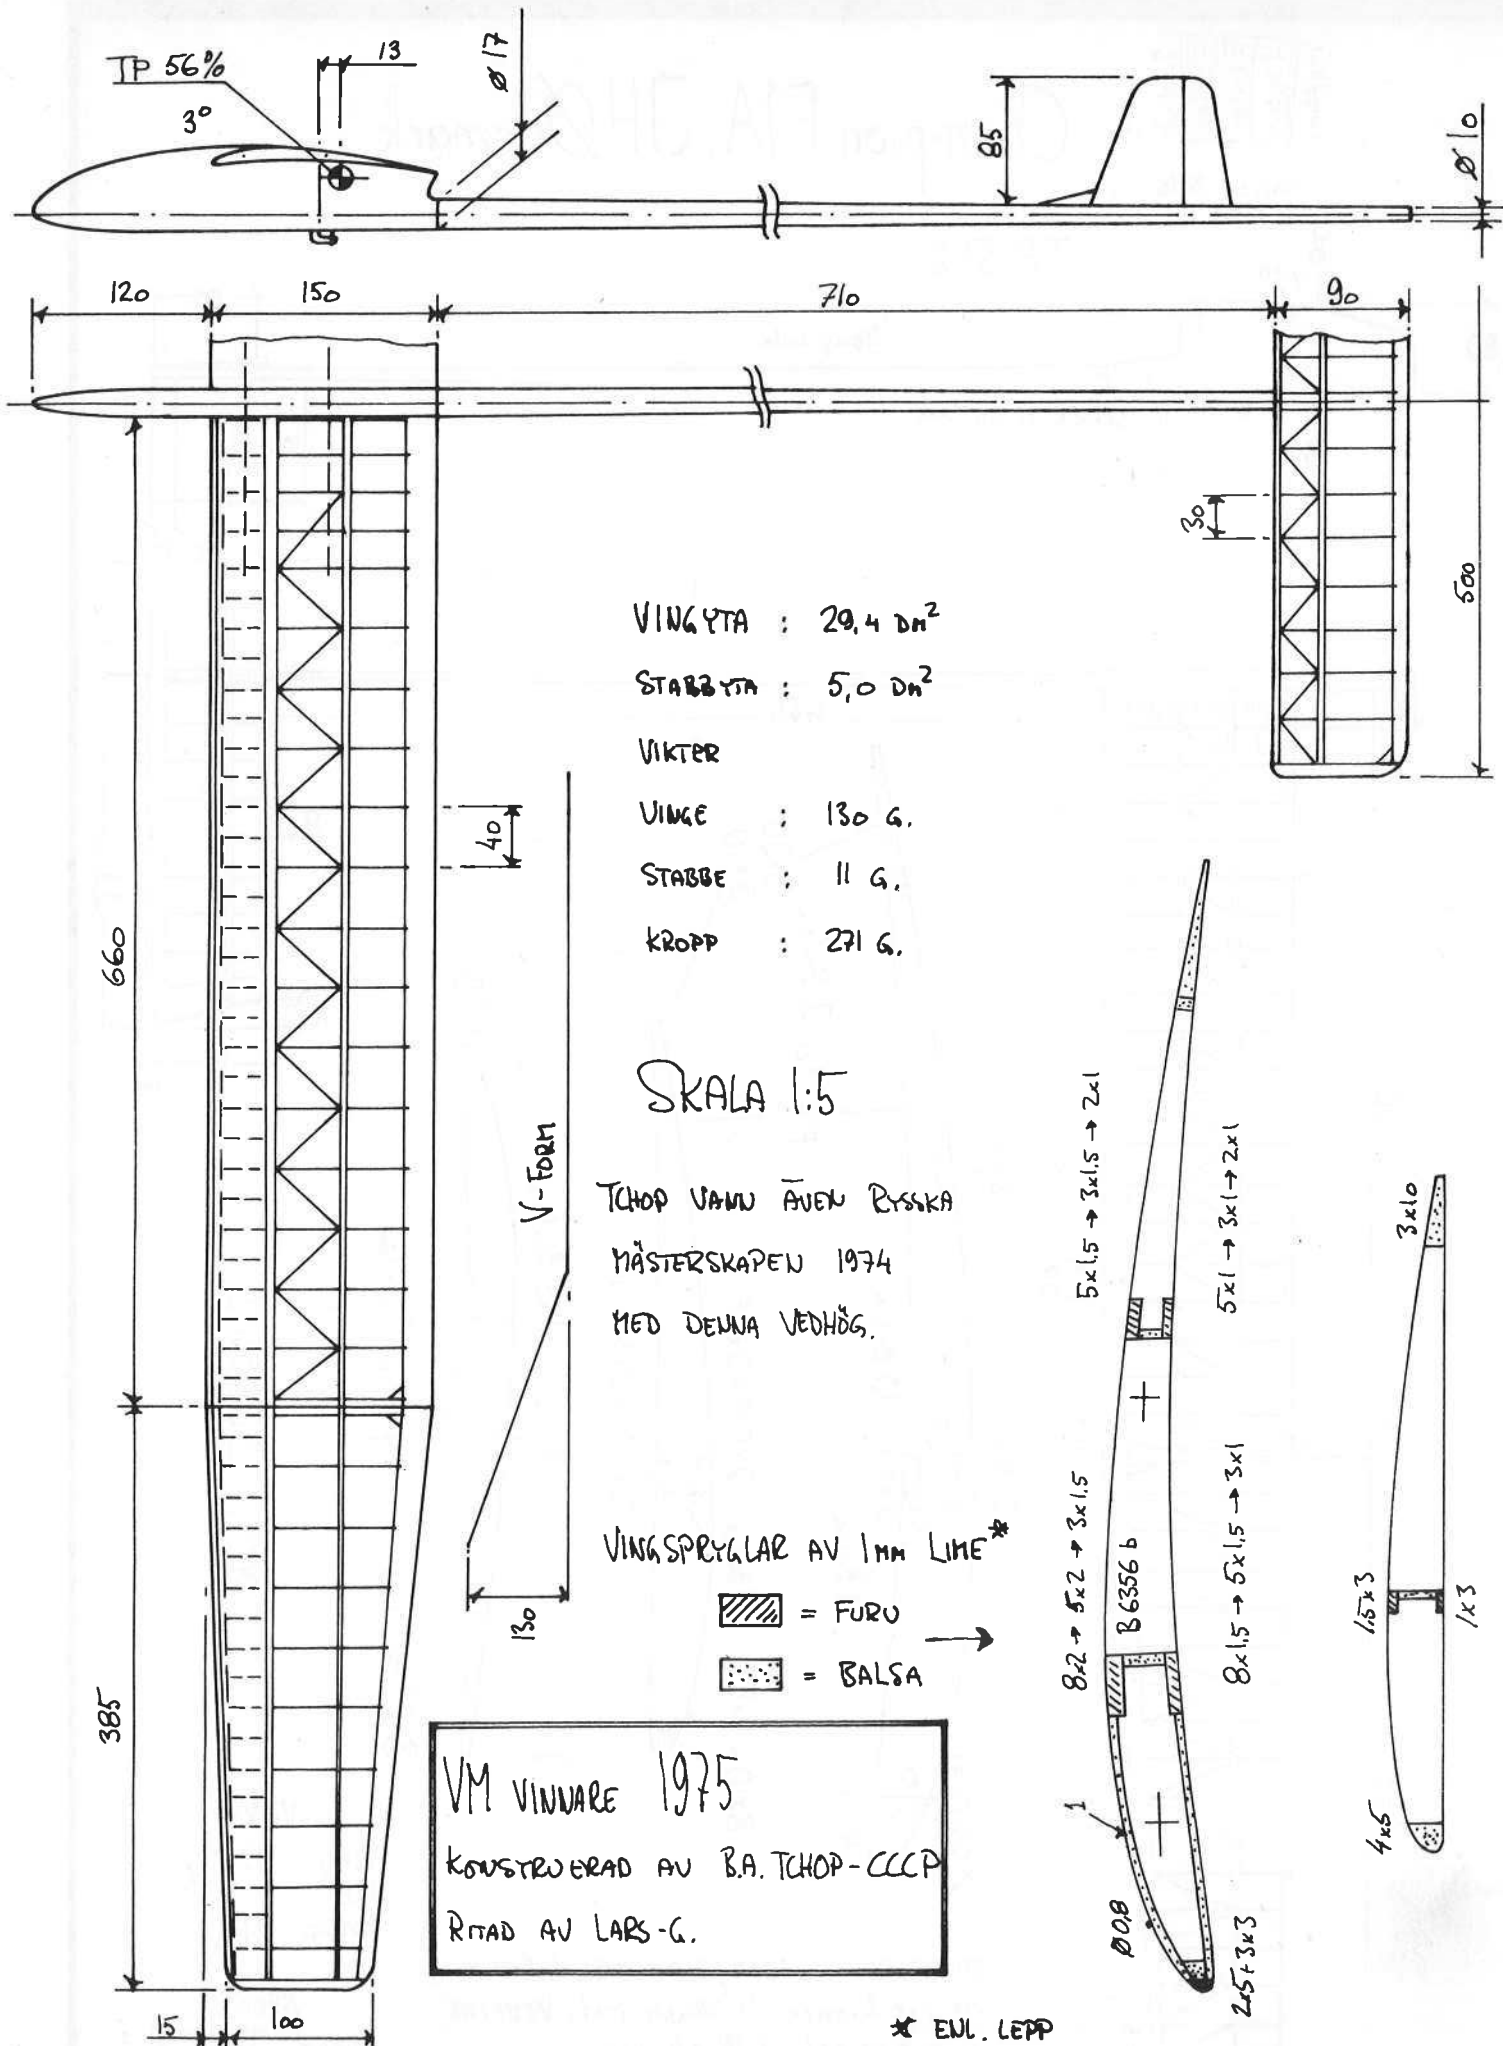 TP 56%
13
ø 17
3°
85
ø 10
120
150
710
90
30
500
VINGYTA : 29,4 DM²
STABBYTA : 5,0 DM²
VIKTER
VINGE : 130 G.
STABBE : 11 G.
KROPP : 271 G.
40
660
SKALA 1:5
V-FORM
TCHOP VANN ÄVEN RYSSKA
MÄSTERSKAPEN 1974
MED DENNA VEDHÖG.
5x1.5 → 3x1.5 → 2x1
5x1 → 3x1 → 2x1
3x10
VINGSPRYGLAR AV 1MM LIME*
= FURU
= BALSA
130
8x2 → 5x2 → 3x1.5
B6356 b
8x1,5 → 5x1,5 → 3x1
1.5x3
1x3
385
VM VINNARE 1975
KONSTRUERAD AV B.A. TCHOP-CCCP
RITAD AV LARS-G.
1
4x5
ø0,8
2x5+3x3
15
100
* ENL. LEPP